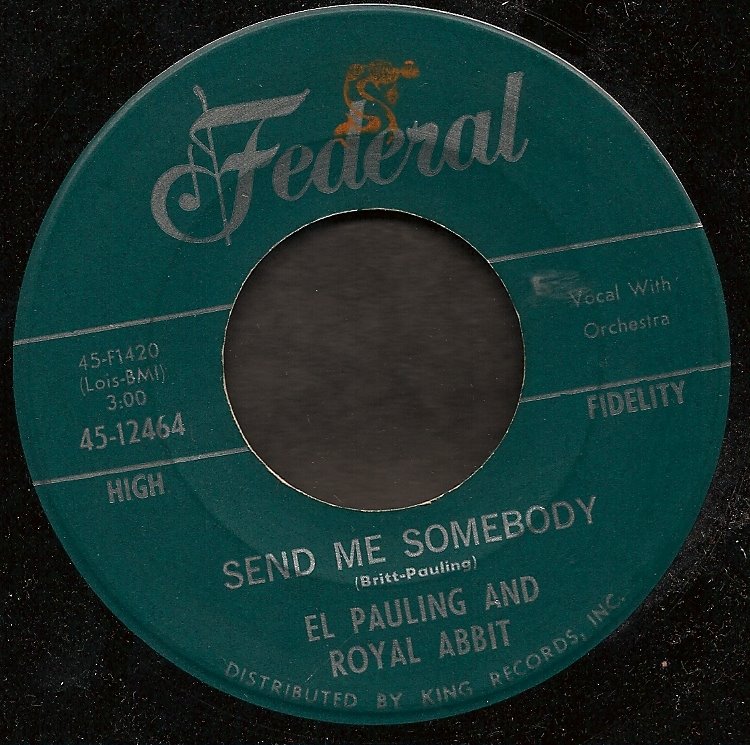 Federal
Vocal With
Orchestra
45-F1420
(Lois-BMI)
3:00
45-12464
HIGH
FIDELITY
SEND ME SOMEBODY
(Britt-Pauling)
EL PAULING AND
ROYAL ABBIT
DISTRIBUTED BY KING RECORDS, INC.